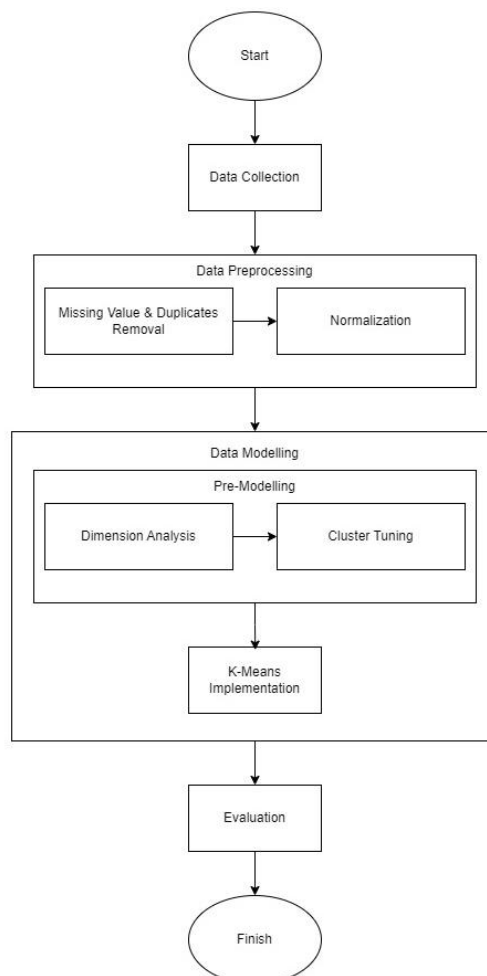 Start
Data Collection
Data Preprocessing
Missing Value & Duplicates
Removal
Normalization
Data Modelling
Pre-Modelling
Dimension Analysis
Cluster Tuning
K-Means
Implementation
Evaluation
Finish